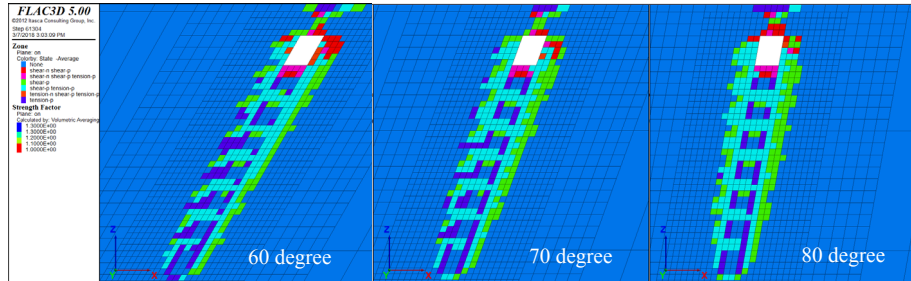 FLAC3D 5.00
©2012 Itasca Consulting Group, Inc.
Step 61304
3/7/2018 3:03:09 PM
Zone
Plane: on
Colorby: State -Average
None
shear-n shear-p
shear-n shear-p tension-p
shear-p
shear-p tension-p
tension-n shear-p tension-p
tension-p
Strength Factor
Plane: on
Calculated by: Volumetric Averaging
1.3000E+00
1.3000E+00
1.2000E+00
1.1000E+00
1.0000E+00
Z
Y
X
60 degree
Z
Y
X
70 degree
Z
Y
X
80 degree